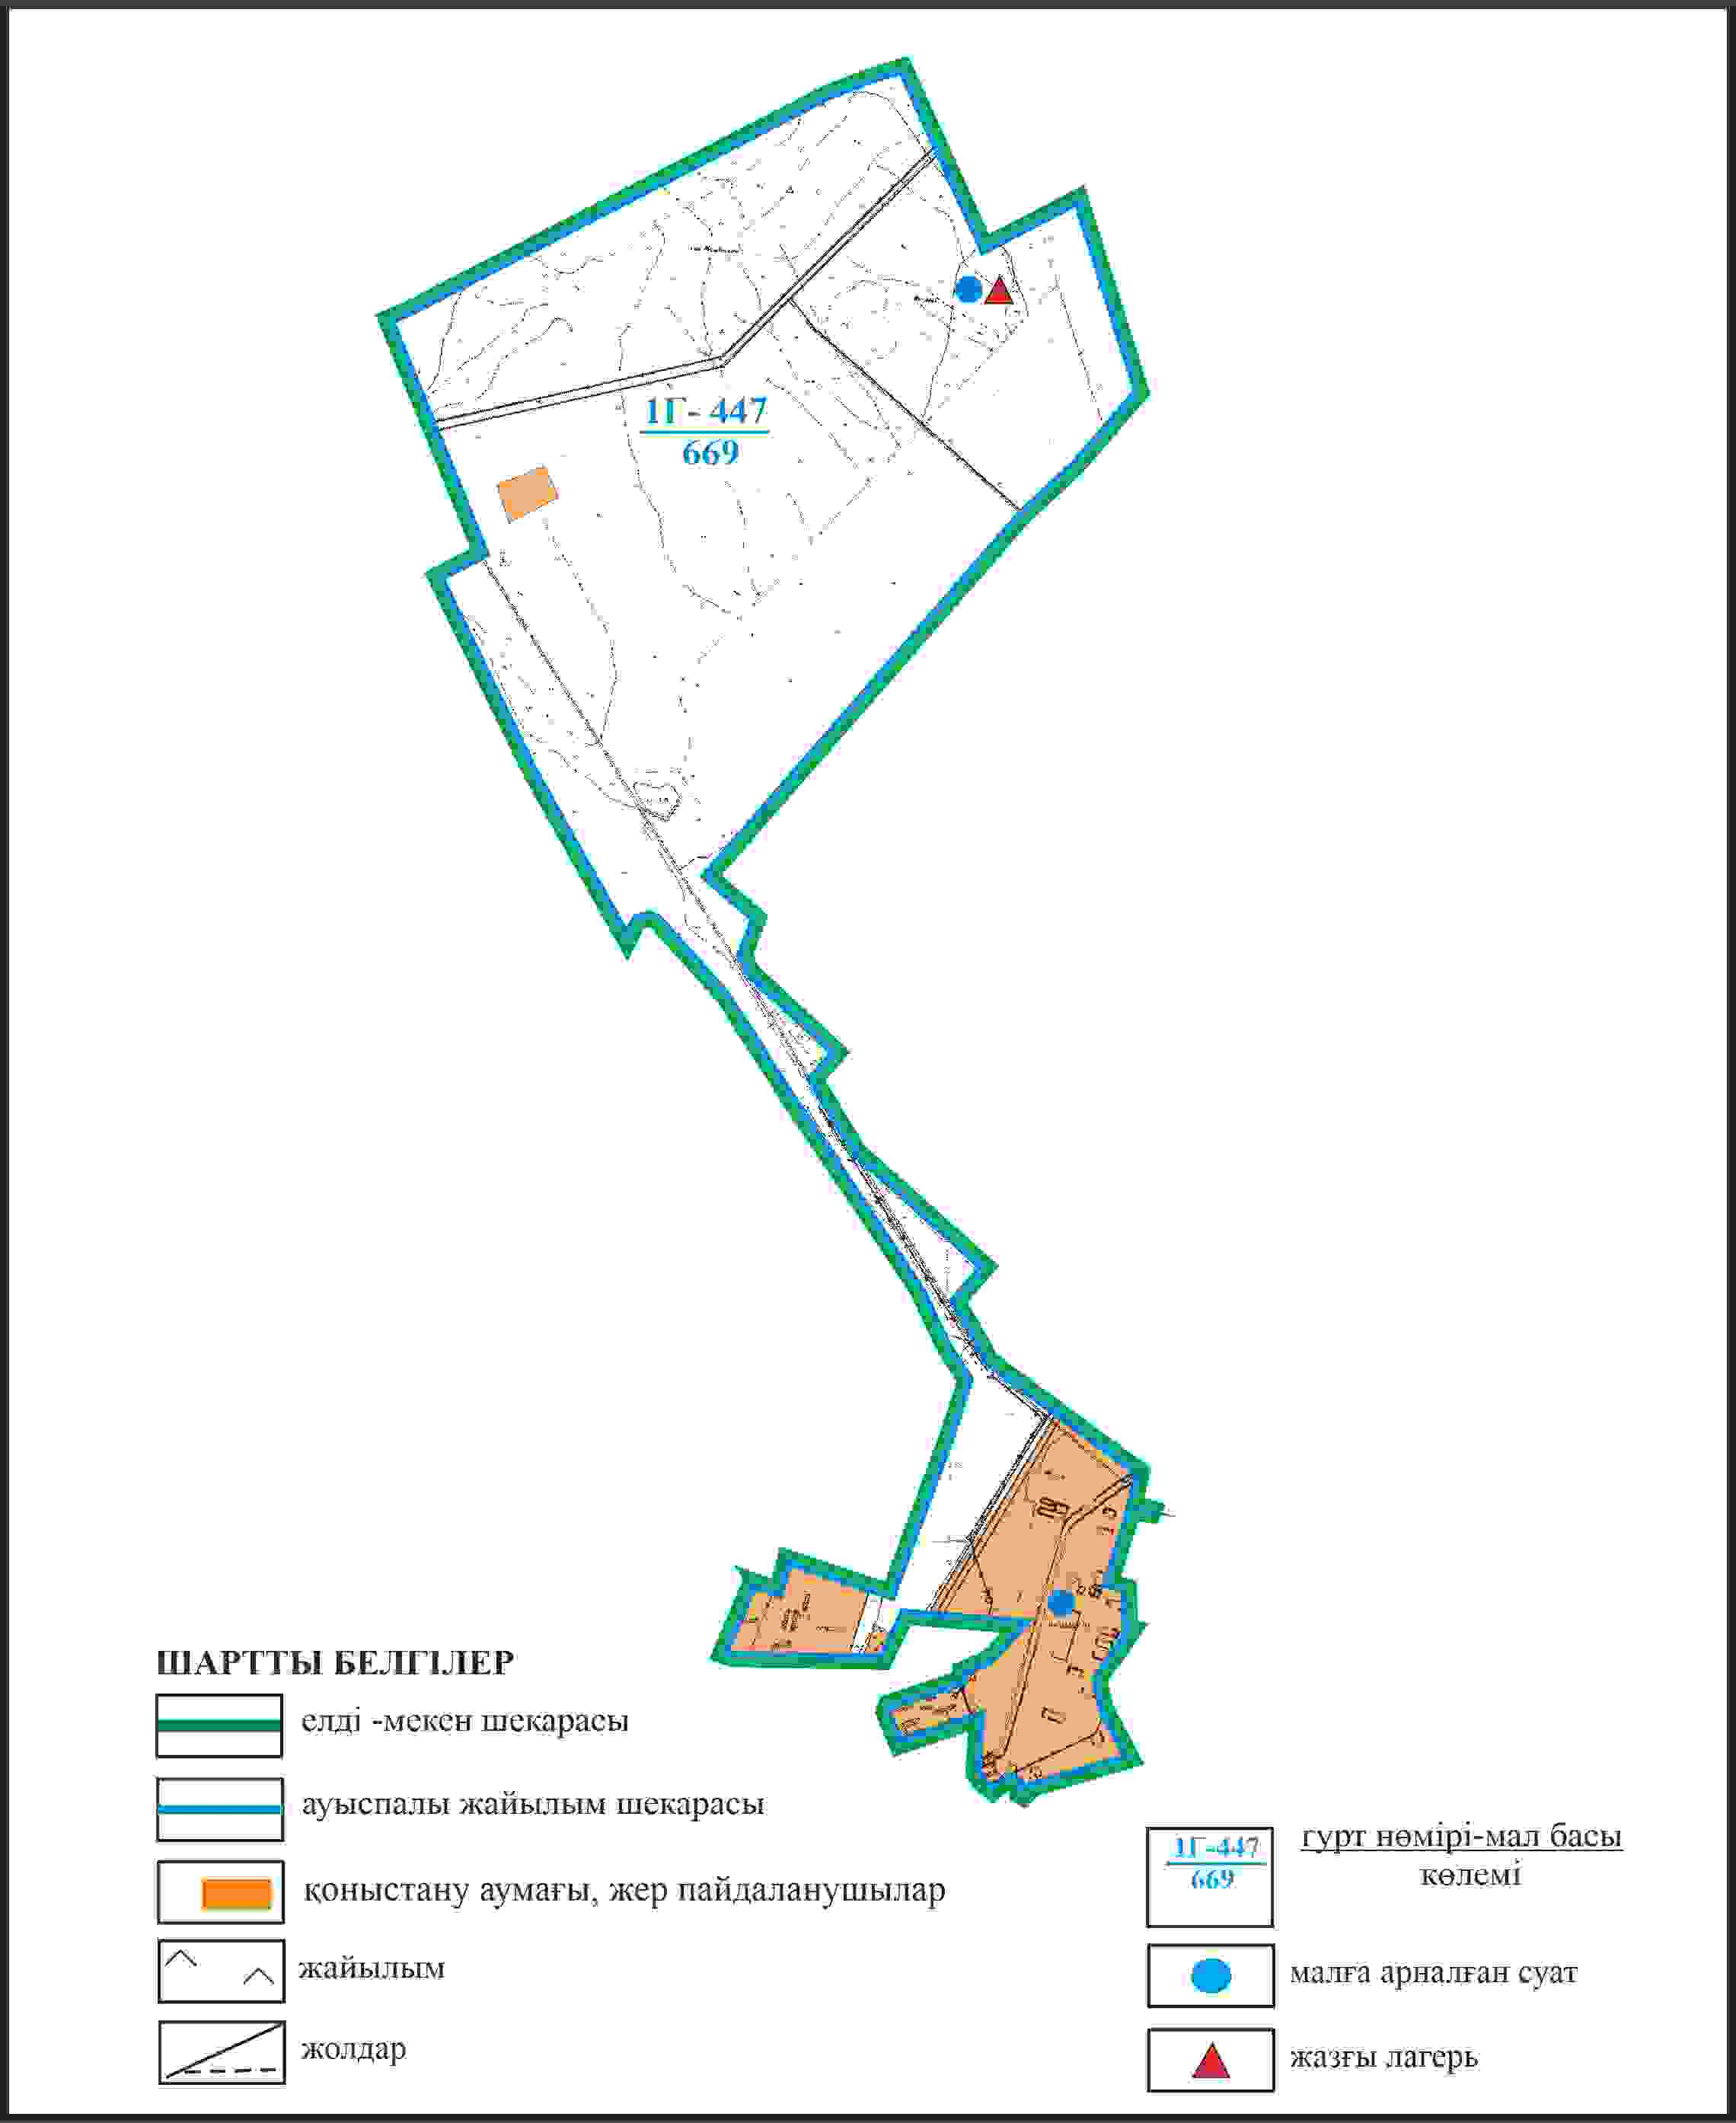 1Г- 447
669
ШАРТТЫ БЕЛГІЛЕР
елді -мекен шекарасы
ауыспалы жайылым шекарасы
қоныстану аумағы, жер пайдаланушылар
жайылым
жолдар
1Г-447
669
гурт нөмірі-мал басы
көлемі
малға арналған суат
жазғы лагерь